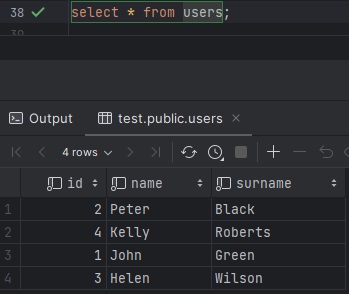 38 select * from users;
39
Output test.public.users
4 rows
id name surname
1 2 Peter Black
2 4 Kelly Roberts
3 1 John Green
4 3 Helen Wilson